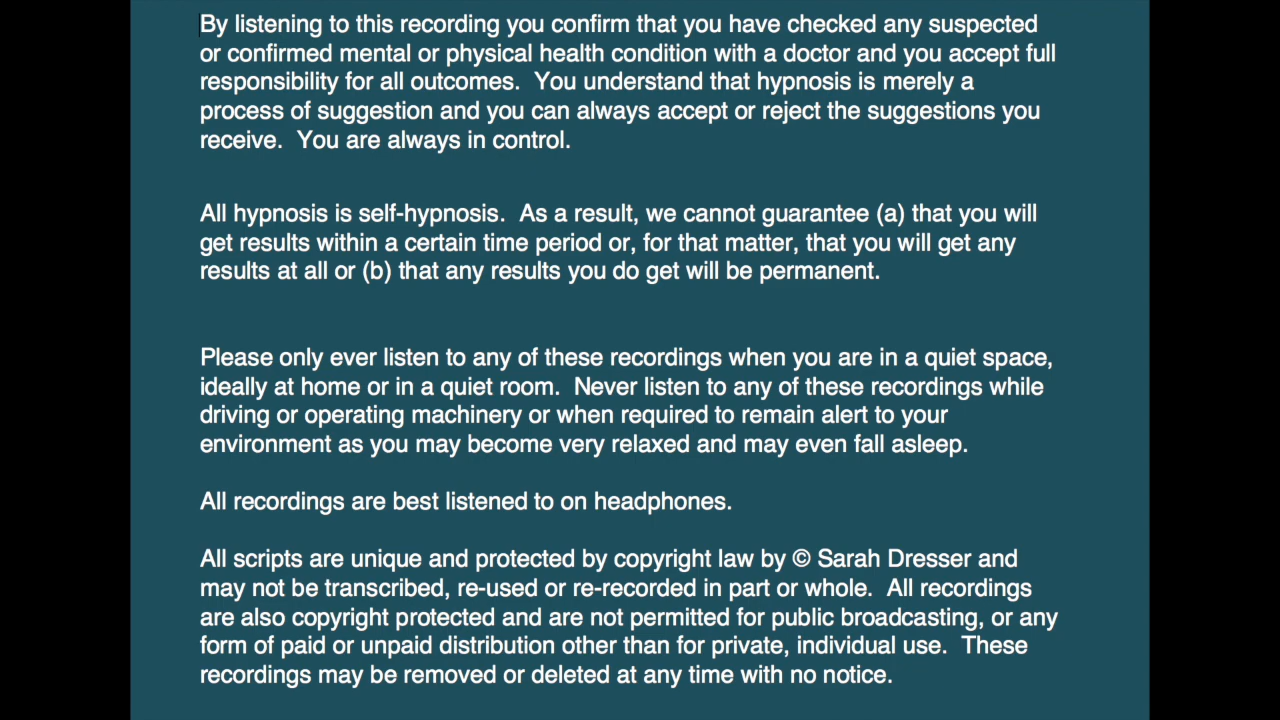 By listening to this recording you confirm that you have checked any suspected
or confirmed mental or physical health condition with a doctor and you accept full
responsibility for all outcomes.  You understand that hypnosis is merely a
process of suggestion and you can always accept or reject the suggestions you
receive.  You are always in control.
All hypnosis is self-hypnosis.  As a result, we cannot guarantee (a) that you will
get results within a certain time period or, for that matter, that you will get any
results at all or (b) that any results you do get will be permanent.
Please only ever listen to any of these recordings when you are in a quiet space,
ideally at home or in a quiet room.  Never listen to any of these recordings while
driving or operating machinery or when required to remain alert to your
environment as you may become very relaxed and may even fall asleep.
All recordings are best listened to on headphones.
All scripts are unique and protected by copyright law by © Sarah Dresser and
may not be transcribed, re-used or re-recorded in part or whole.  All recordings
are also copyright protected and are not permitted for public broadcasting, or any
form of paid or unpaid distribution other than for private, individual use.  These
recordings may be removed or deleted at any time with no notice.